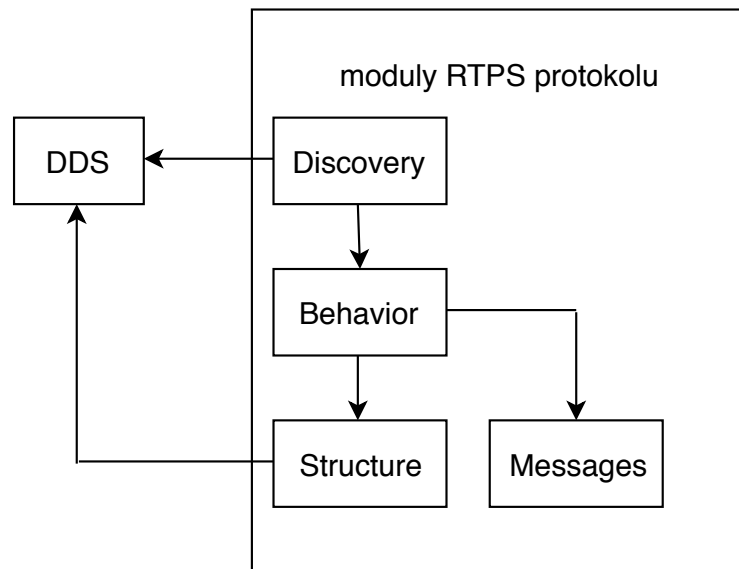 moduly RTPS protokolu
DDS
Discovery
Behavior
Structure
Messages